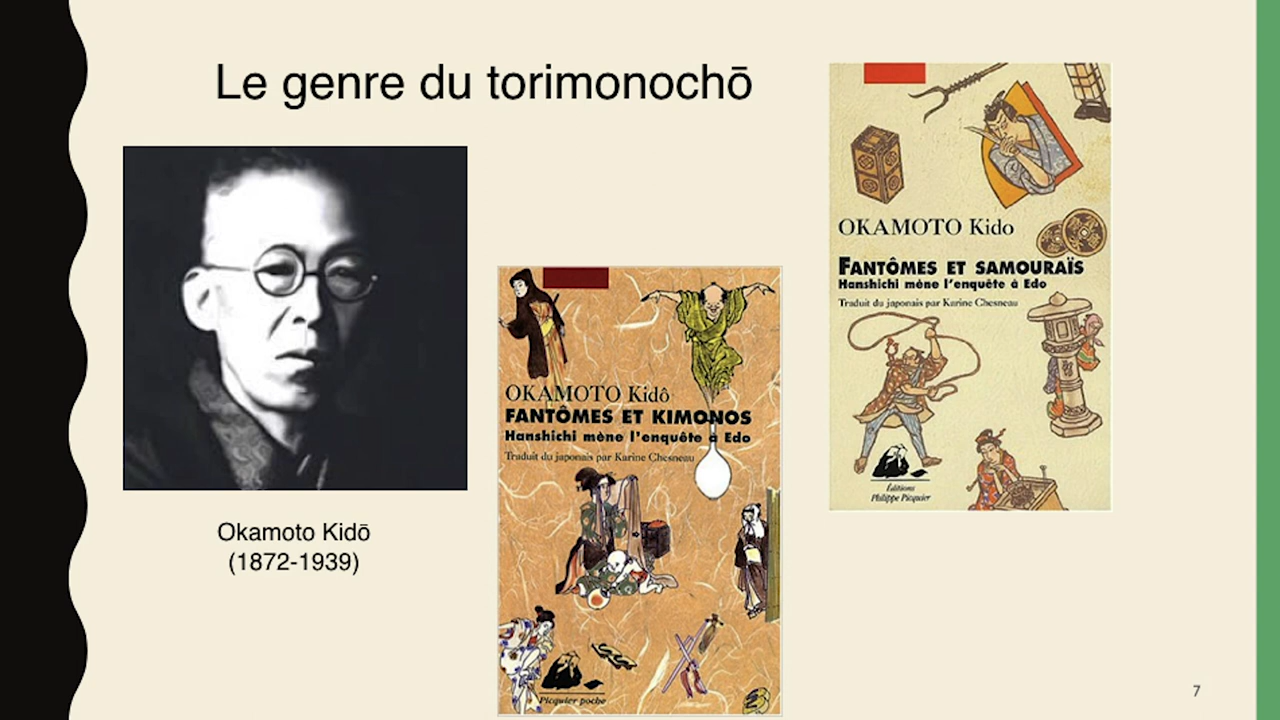 Le genre du torimonochō
Okamoto Kidō
(1872-1939)
OKAMOTO Kidô
FANTÔMES ET KIMONOS
Hanshichi mène l'enquête à Edo
Traduit du japonais par Karine Chesneau
Picquier poche
OKAMOTO Kido
FANTÔMES ET SAMOURAÏS
Hanshichi mène l'enquête à Edo
Traduit du japonais par Karine Chesneau
Éditions
Philippe Picquier
7